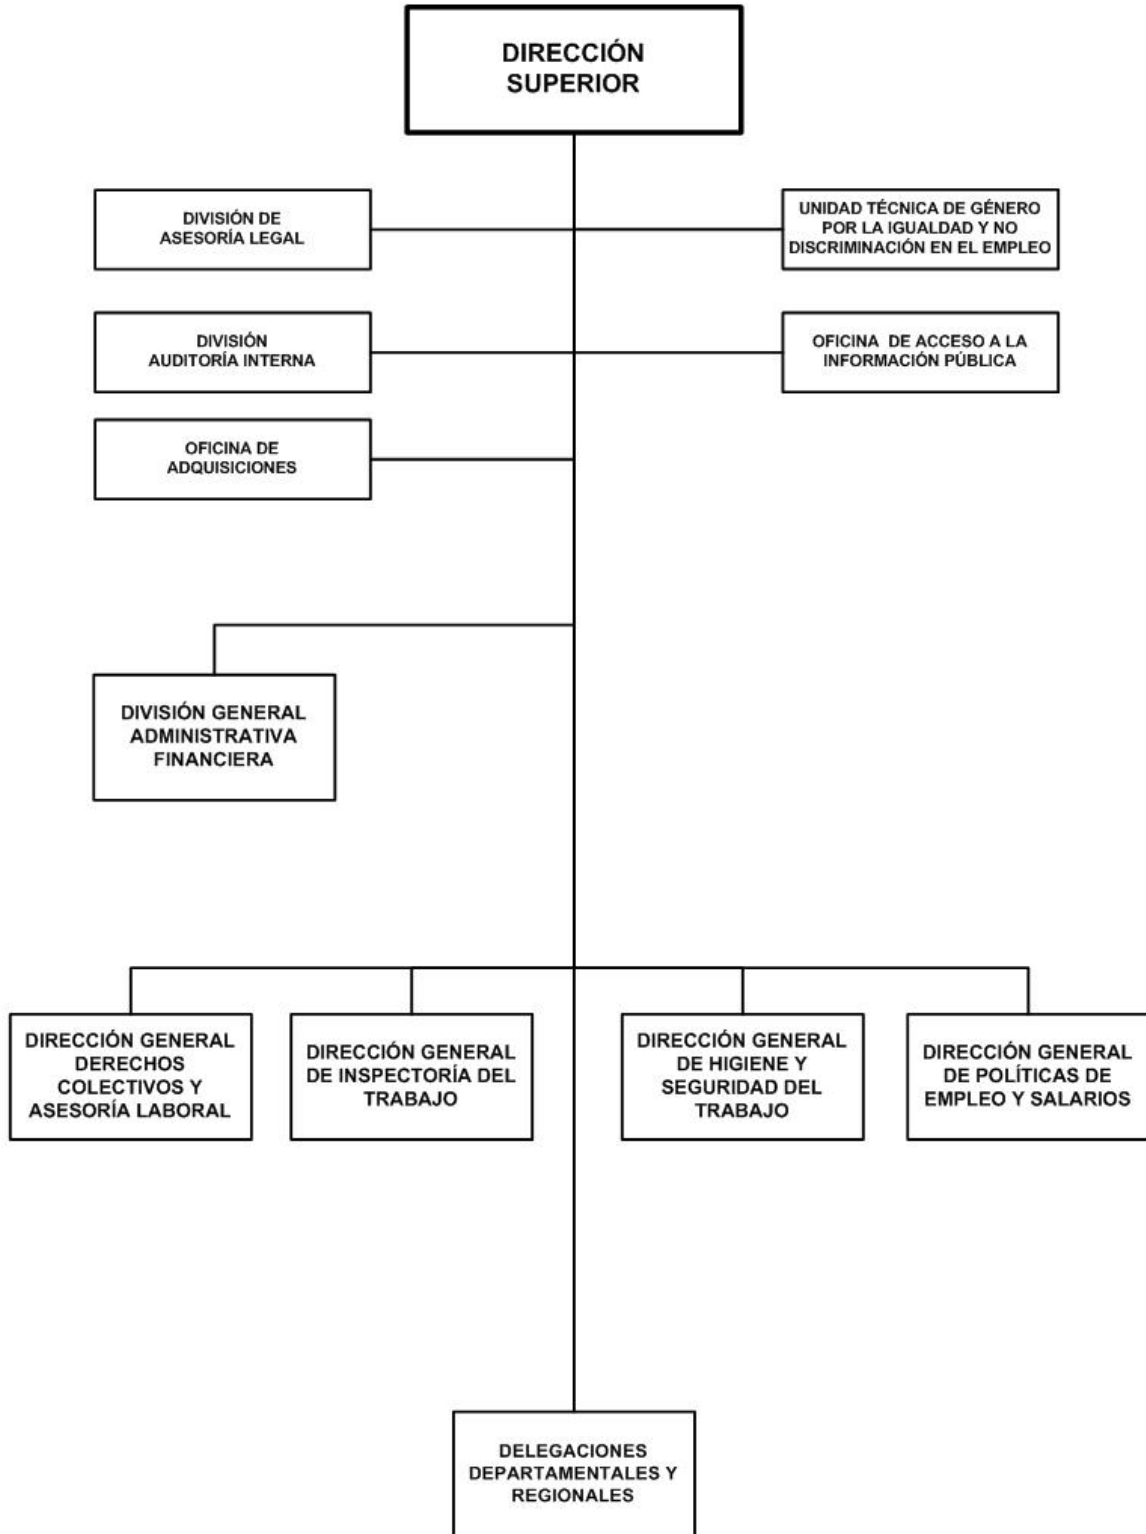 DIRECCIÓN
SUPERIOR
DIVISIÓN DE
ASESORÍA LEGAL
UNIDAD TÉCNICA DE GÉNERO
POR LA IGUALDAD Y NO
DISCRIMINACIÓN EN EL EMPLEO
DIVISIÓN
AUDITORÍA INTERNA
OFICINA DE ACCESO A LA
INFORMACIÓN PÚBLICA
OFICINA DE
ADQUISICIONES
DIVISIÓN GENERAL
ADMINISTRATIVA
FINANCIERA
DIRECCIÓN GENERAL
DERECHOS
COLECTIVOS Y
ASESORÍA LABORAL
DIRECCIÓN GENERAL
DE INSPECTORÍA DEL
TRABAJO
DIRECCIÓN GENERAL
DE HIGIENE Y
SEGURIDAD DEL
TRABAJO
DIRECCIÓN GENERAL
DE POLÍTICAS DE
EMPLEO Y SALARIOS
DELEGACIONES
DEPARTAMENTALES Y
REGIONALES